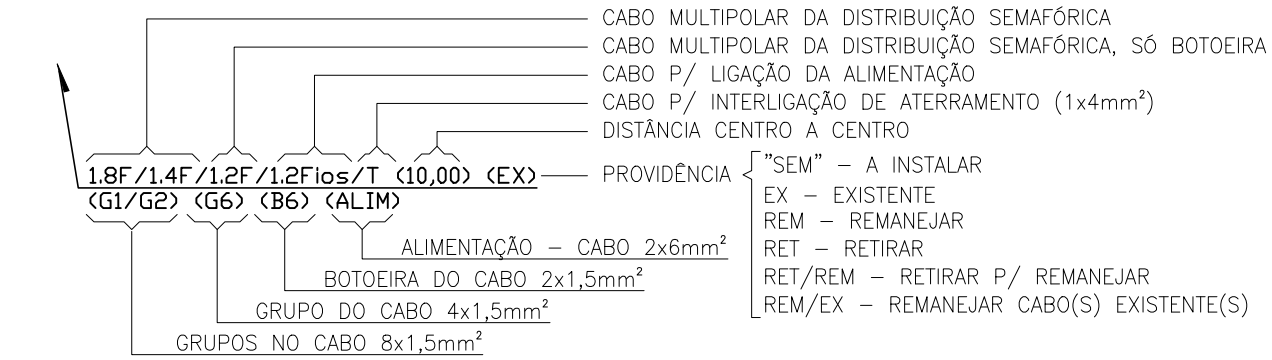 CABO MULTIPOLAR DA DISTRIBUIÇÃO SEMAFÓRICA
CABO MULTIPOLAR DA DISTRIBUIÇÃO SEMAFÓRICA, SÓ BOTOEIRA
CABO P/ LIGAÇÃO DA ALIMENTAÇÃO
CABO P/ INTERLIGAÇÃO DE ATERRAMENTO (1x4mm²)
DISTÂNCIA CENTRO A CENTRO
1.8F/1.4F/1.2F/1.2Fios/T (10,00) (EX)
PROVIDÊNCIA
(G1/G2) (G6) (B6) (ALIM)
"SEM" – A INSTALAR
EX – EXISTENTE
REM – REMANEJAR
RET – RETIRAR
RET/REM – RETIRAR P/ REMANEJAR
REM/EX – REMANEJAR CABO(S) EXISTENTE(S)
ALIMENTAÇÃO – CABO 2x6mm²
BOTOEIRA DO CABO 2x1,5mm²
GRUPO DO CABO 4x1,5mm²
GRUPOS NO CABO 8x1,5mm²